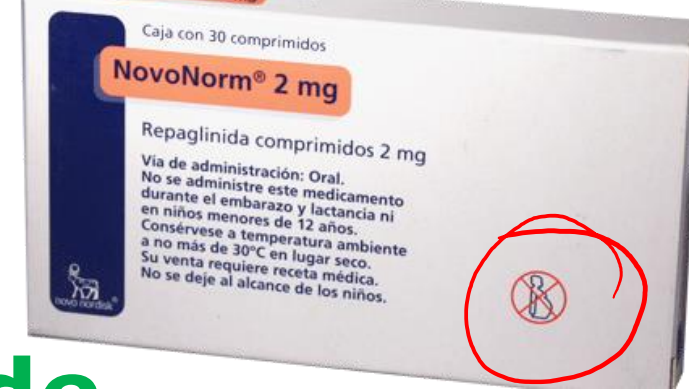 Caja con 30 comprimidos
NovoNorm® 2 mg
Repaglinida comprimidos 2 mg
Vía de administración: Oral.
No se administre este medicamento
durante el embarazo y lactancia ni
en niños menores de 12 años.
Consérvese a temperatura ambiente
a no más de 30°C en lugar seco.
Su venta requiere receta médica.
No se deje al alcance de los niños.
novo nordisk®